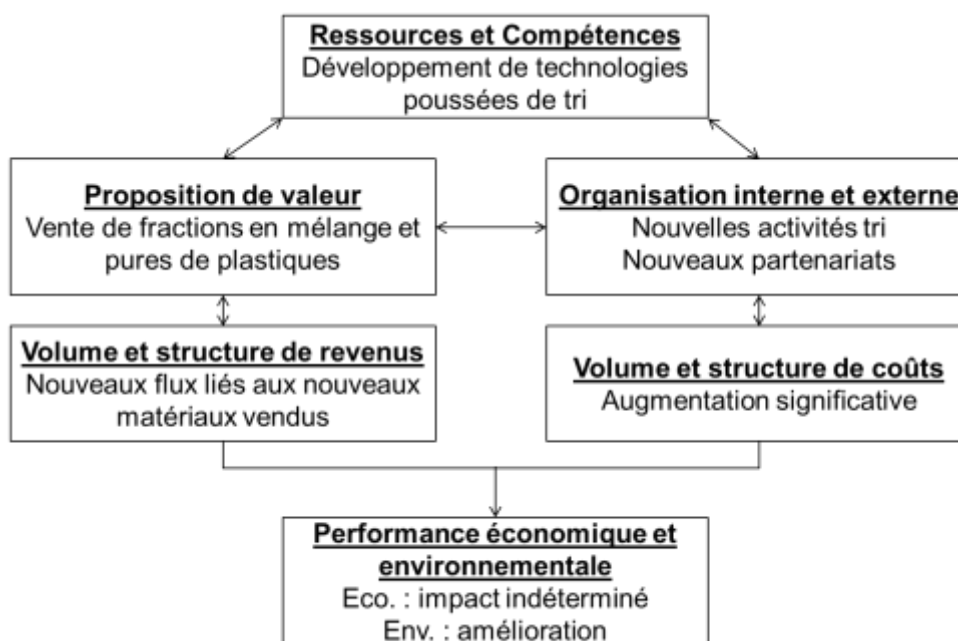 Ressources et Compétences
Développement de technologies
poussées de tri
Proposition de valeur
Vente de fractions en mélange et
pures de plastiques
Organisation interne et externe
Nouvelles activités tri
Nouveaux partenariats
Volume et structure de revenus
Nouveaux flux liés aux nouveaux
matériaux vendus
Volume et structure de coûts
Augmentation significative
Performance économique et
environnementale
Eco. : impact indéterminé
Env. : amélioration